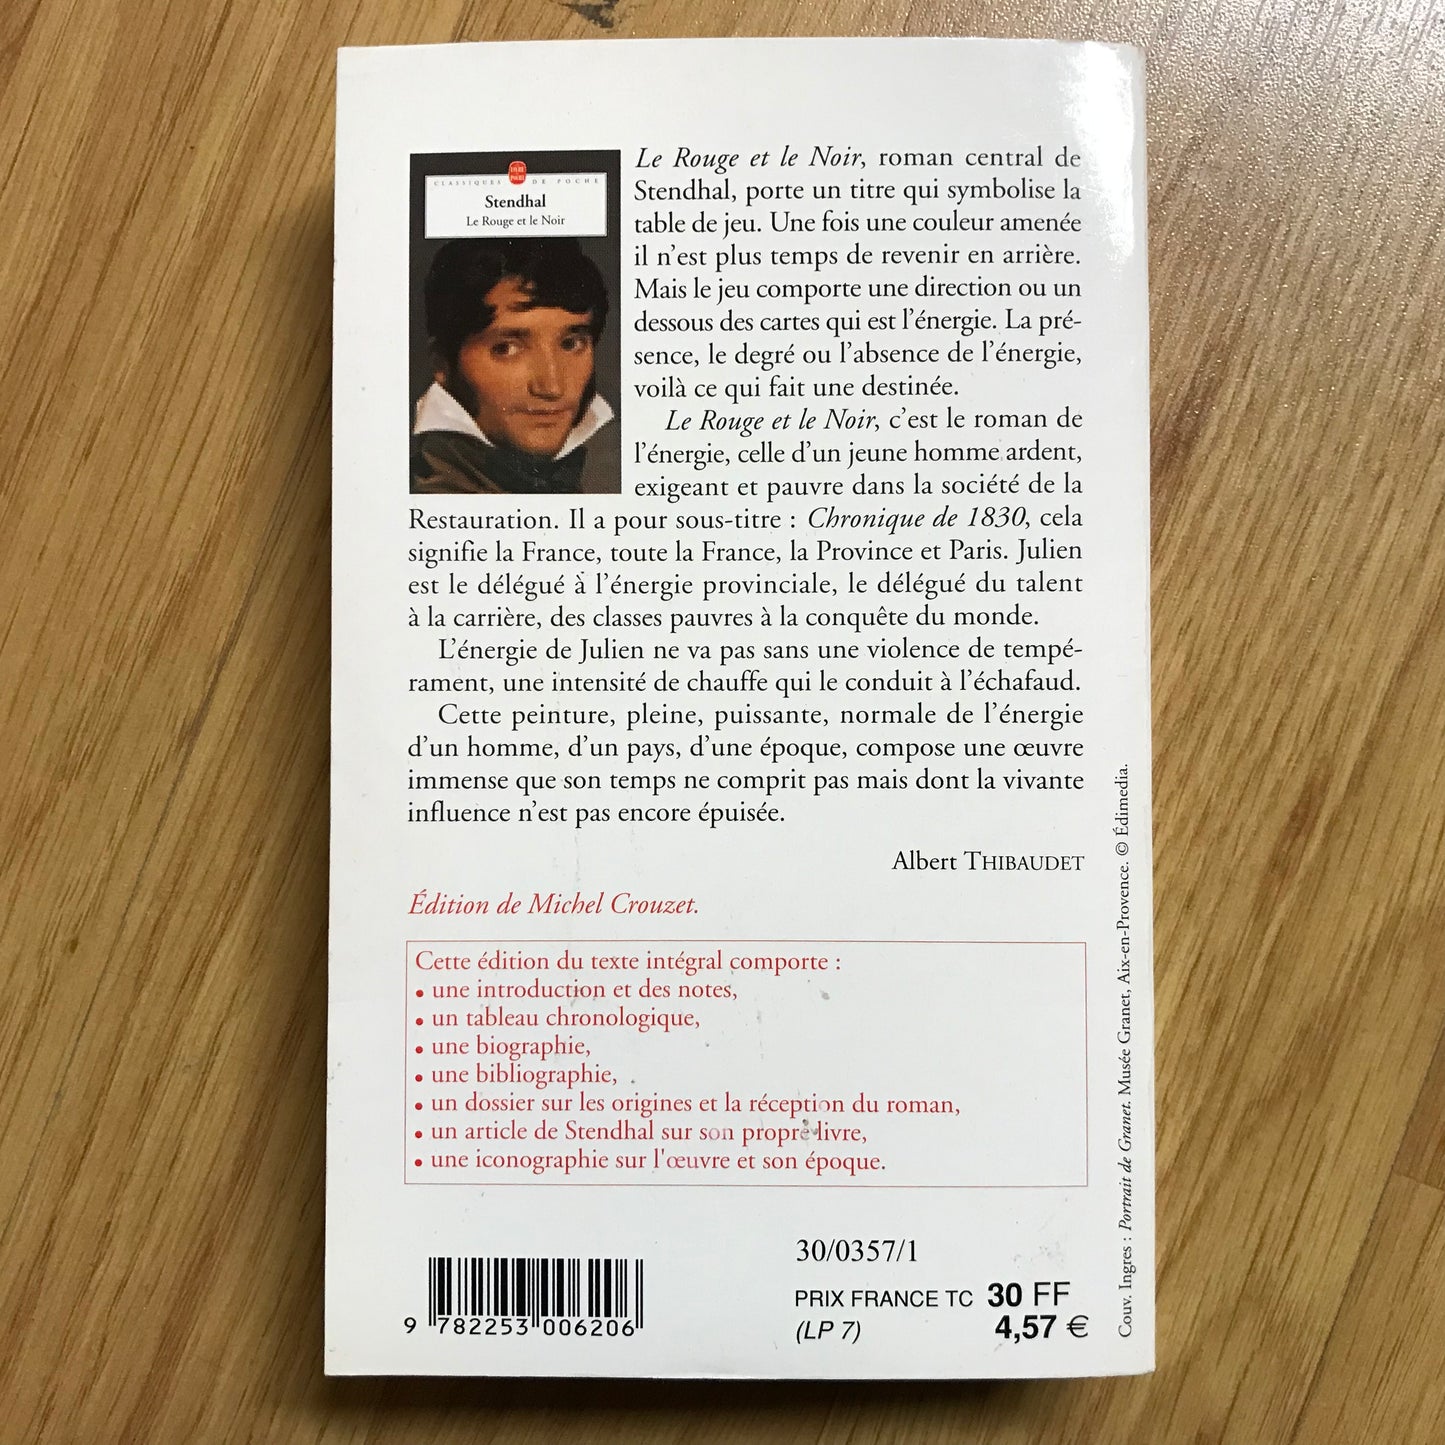 LIVRE
POCHE
CLASSIQUES DE POCHE
Stendhal
Le Rouge et le Noir
Le Rouge et le Noir, roman central de
Stendhal, porte un titre qui symbolise la
table de jeu. Une fois une couleur amenée
il n'est plus temps de revenir en arrière.
Mais le jeu comporte une direction ou un
dessous des cartes qui est l'énergie. La pré-
sence, le degré ou l'absence de l'énergie,
voilà ce qui fait une destinée.
Le Rouge et le Noir, c'est le roman de
l'énergie, celle d'un jeune homme ardent,
exigeant et pauvre dans la société de la
Restauration. Il a pour sous-titre : Chronique de 1830, cela
signifie la France, toute la France, la Province et Paris. Julien
est le délégué à l'énergie provinciale, le délégué du talent
à la carrière, des classes pauvres à la conquête du monde.
L'énergie de Julien ne va pas sans une violence de tempé-
rament, une intensité de chauffe qui le conduit à l'échafaud.
Cette peinture, pleine, puissante, normale de l'énergie
d'un homme, d'un pays, d'une époque, compose une œuvre
immense que son temps ne comprit pas mais dont la vivante
influence n'est pas encore épuisée.
Albert THIBAUDET
Édition de Michel Crouzet.
Cette édition du texte intégral comporte :
• une introduction et des notes,
• un tableau chronologique,
• une biographie,
• une bibliographie,
• un dossier sur les origines et la réception du roman,
• un article de Stendhal sur son propre livre,
• une iconographie sur l'œuvre et son époque.
9 782253 006206
30/0357/1
PRIX FRANCE TC 30 FF
(LP 7) 4,57 €
Couv. Ingres : Portrait de Granet. Musée Granet, Aix-en-Provence. © Édimedia.